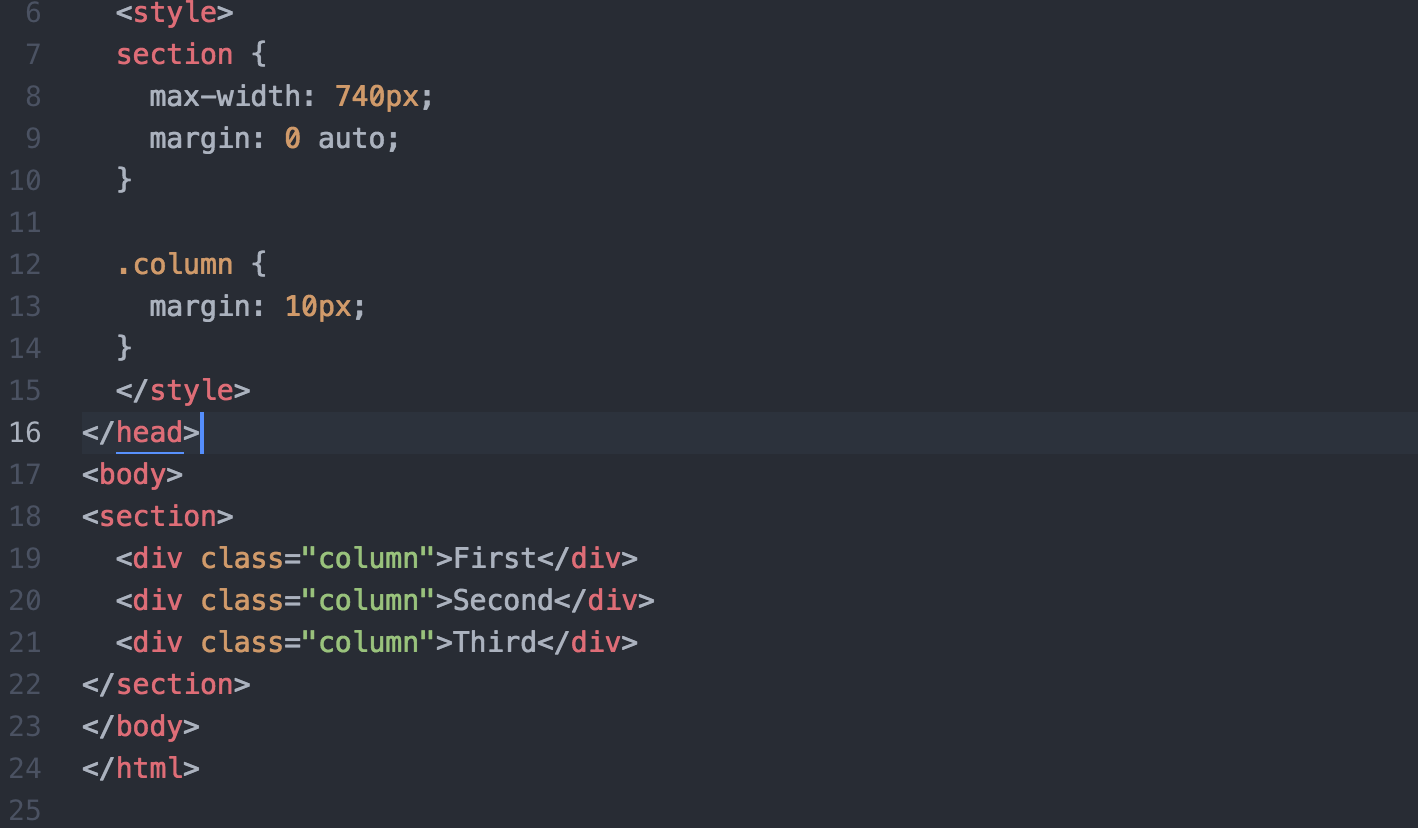 6 <style>
7 section {
8 max-width: 740px;
9 margin: 0 auto;
10 }
11
12 .column {
13 margin: 10px;
14 }
15 </style>
16 </head>
17 <body>
18 <section>
19 <div class="column">First</div>
20 <div class="column">Second</div>
21 <div class="column">Third</div>
22 </section>
23 </body>
24 </html>
25